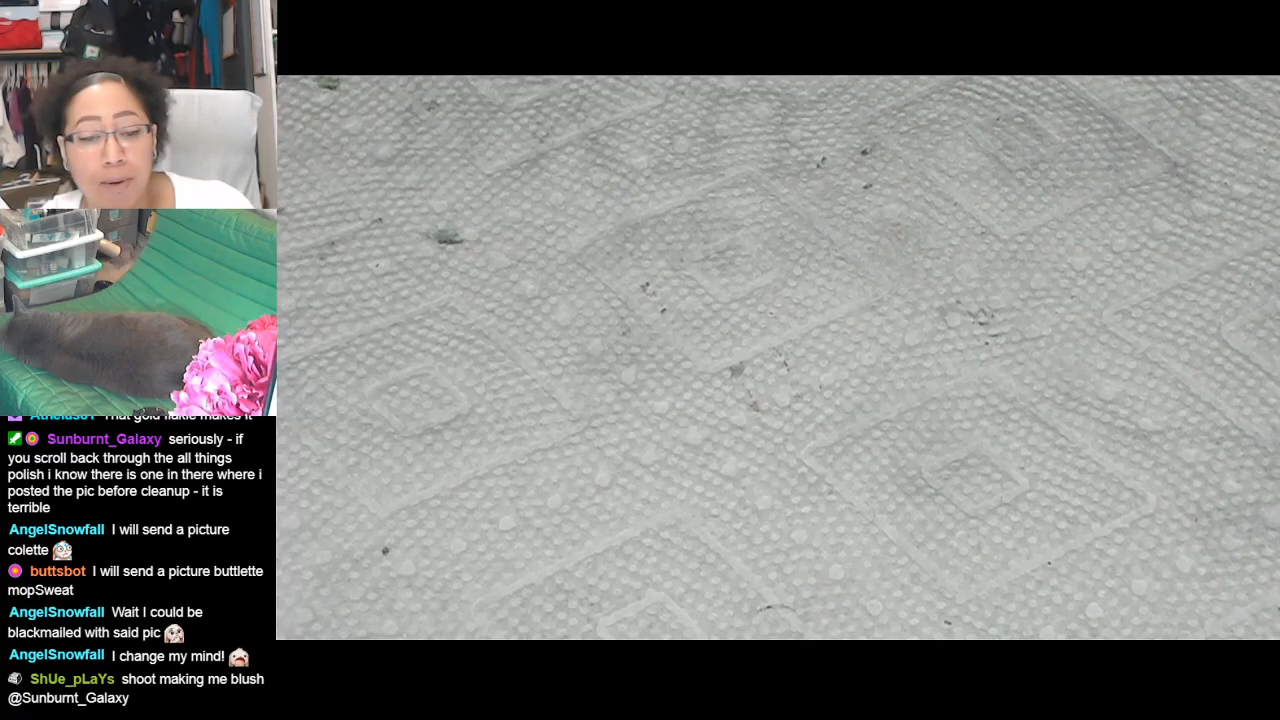 Sunburnt_Galaxy seriously - if
you scroll back through the all things
polish i know there is one in there where i
posted the pic before cleanup - it is
terrible
AngelSnowfall I will send a picture
colette
buttsbot I will send a picture buttlette
mopSweat
AngelSnowfall Wait I could be
blackmailed with said pic
AngelSnowfall I change my mind!
ShUe_pLaYs shoot making me blush
@Sunburnt_Galaxy